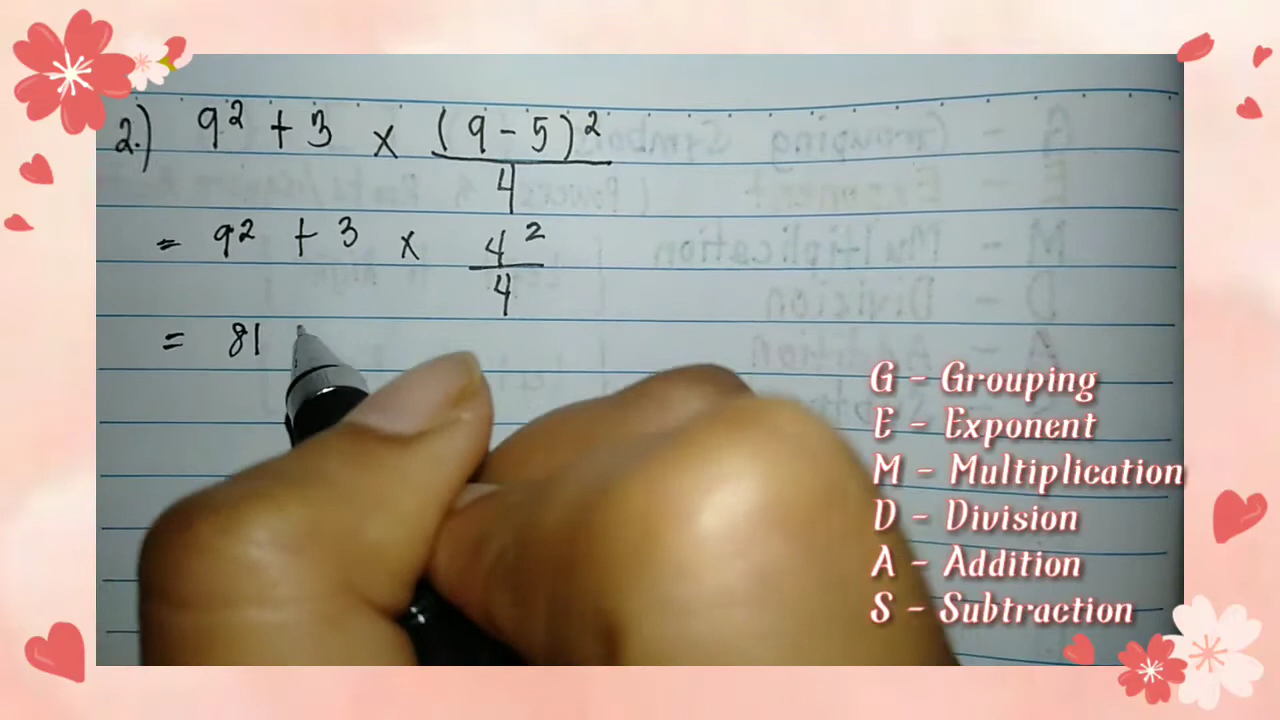 2.) 9² + 3 × (9 - 5)²
4
= 9² + 3 × 4²
4
= 81
G - Grouping
E - Exponent
M - Multiplication
D - Division
A - Addition
S - Subtraction